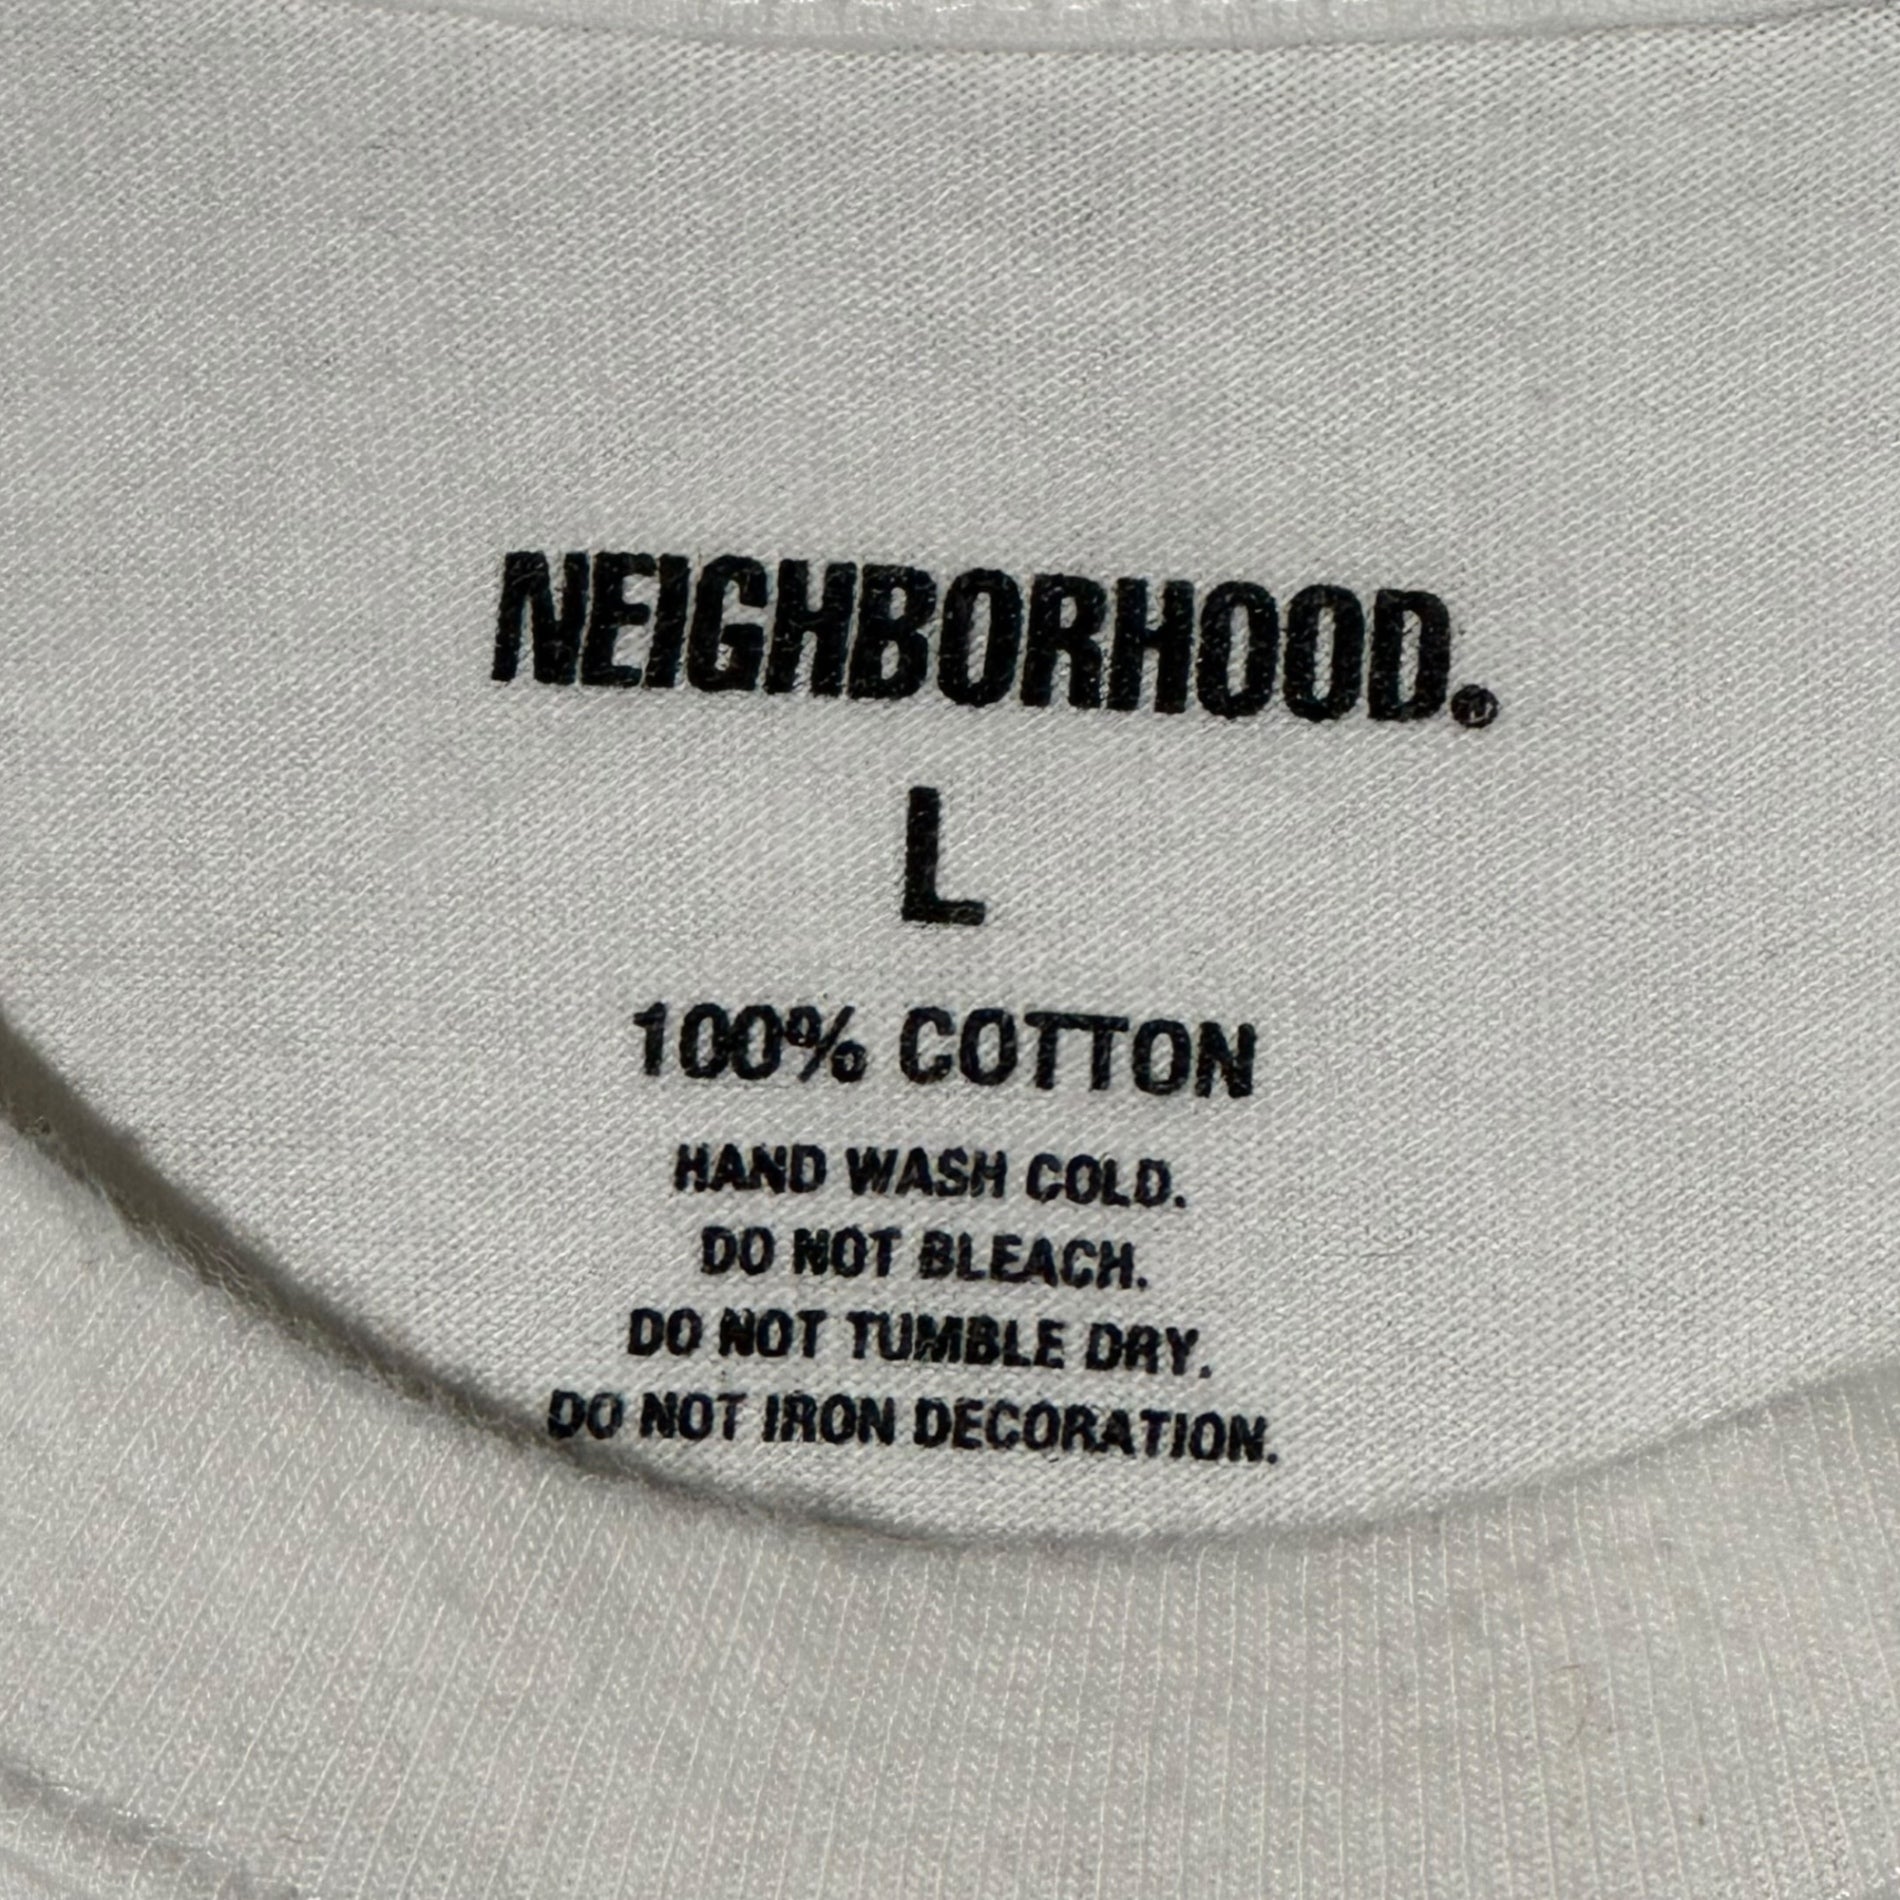 NEIGHBORHOOD.
L
100% COTTON
HAND WASH COLD.
DO NOT BLEACH.
DO NOT TUMBLE DRY.
DO NOT IRON DECORATION.